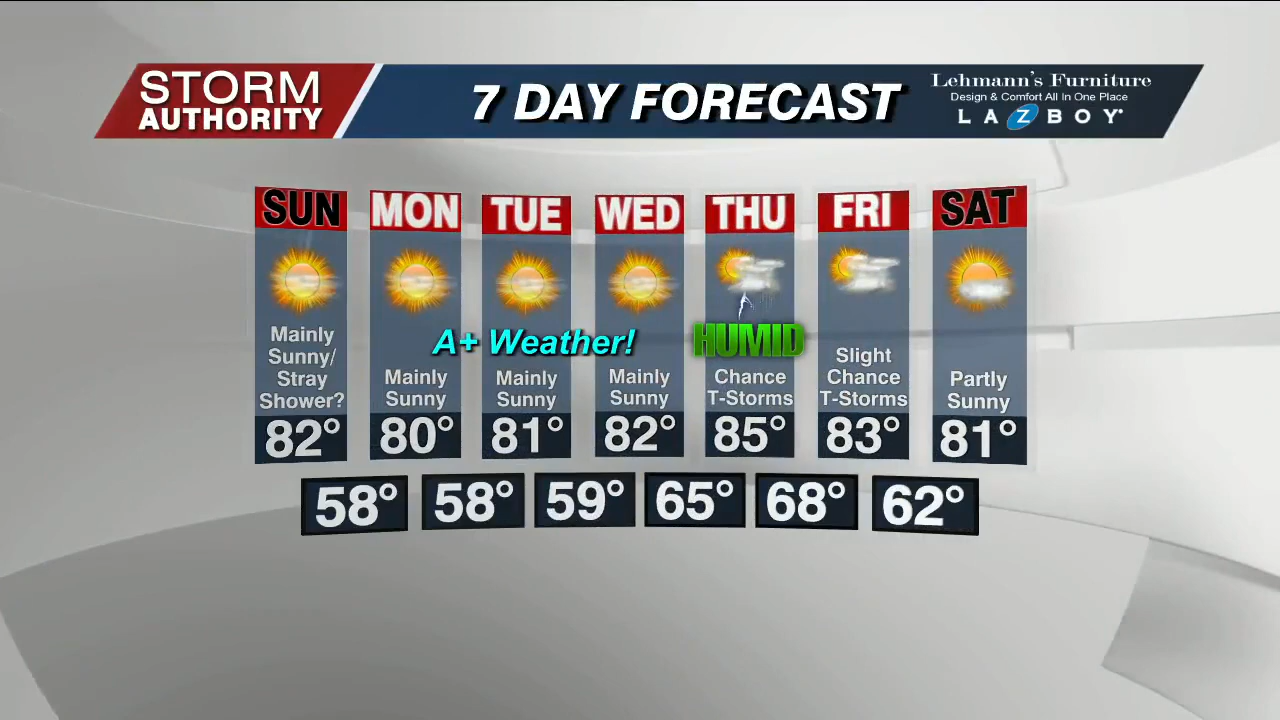 STORM
AUTHORITY
7 DAY FORECAST
Lehmann's Furniture
Design & Comfort All In One Place
LAZBOY®
SUN
Mainly
Sunny/
Stray
Shower?
82°
MON
Mainly
Sunny
80°
TUE
Mainly
Sunny
81°
WED
Mainly
Sunny
82°
A+ Weather!
THU
HUMID
Chance
T-Storms
85°
FRI
Slight
Chance
T-Storms
83°
SAT
Partly
Sunny
81°
58°
58°
59°
65°
68°
62°